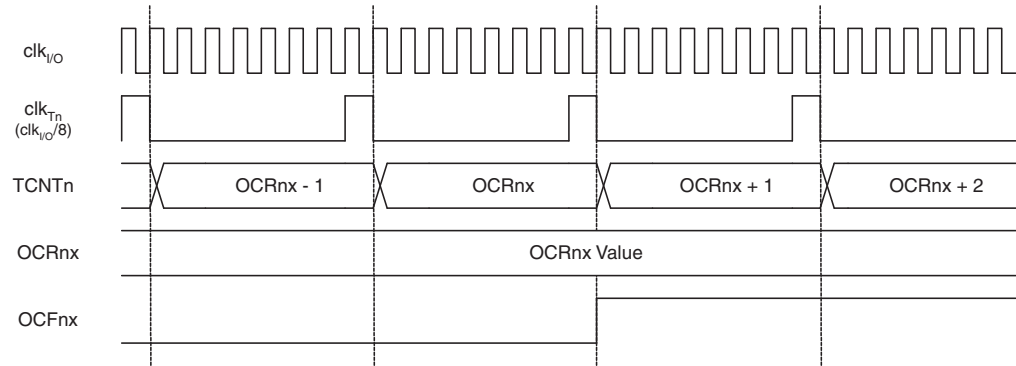 clkI/O
clkTn
(clkI/O/8)
TCNTn
OCRnx - 1
OCRnx
OCRnx + 1
OCRnx + 2
OCRnx
OCRnx Value
OCFnx